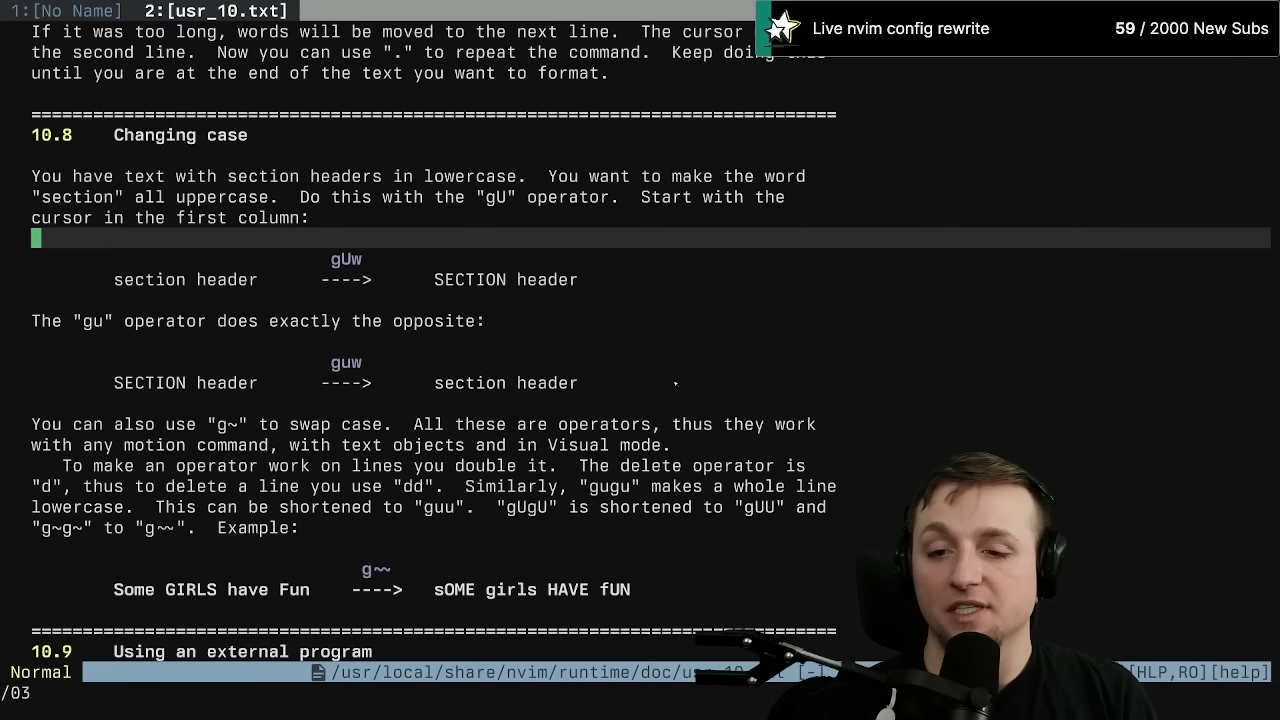 1:[No Name]  2:[usr_10.txt]
Live nvim config rewrite
59 / 2000 New Subs
If it was too long, words will be moved to the next line.  The cursor
the second line.  Now you can use "." to repeat the command.  Keep doing this
until you are at the end of the text you want to format.
==============================================================================
10.8    Changing case
You have text with section headers in lowercase.  You want to make the word
"section" all uppercase.  Do this with the "gU" operator.  Start with the
cursor in the first column:
gUw
section header      ---->      SECTION header
The "gu" operator does exactly the opposite:
guw
SECTION header      ---->      section header
You can also use "g~" to swap case.  All these are operators, thus they work
with any motion command, with text objects and in Visual mode.
To make an operator work on lines you double it.  The delete operator is
"d", thus to delete a line you use "dd".  Similarly, "gugu" makes a whole line
lowercase.  This can be shortened to "guu".  "gUgU" is shortened to "gUU" and
"g~g~" to "g~~".  Example:
g~~
Some GIRLS have Fun    ---->   sOME girls HAVE fUN
==============================================================================
10.9    Using an external program
Normal  /usr/local/share/nvim/runtime/doc/us [-] [HLP,RO][help]
/03